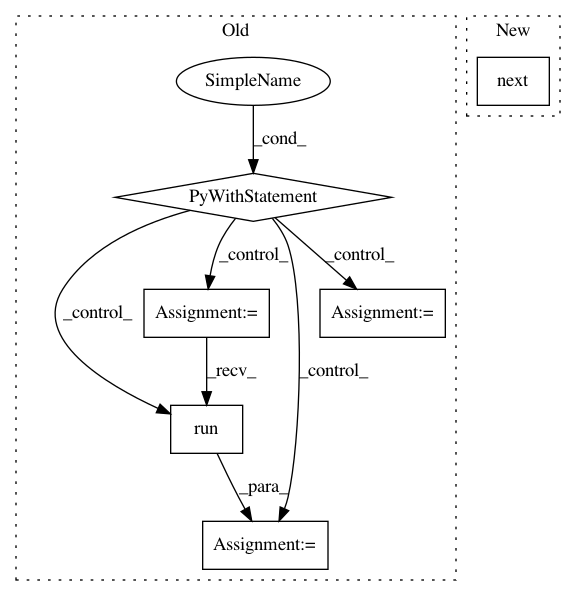 Old
New
SimpleName
next
_cond_
PyWithStatement
_control_
_control_
_control_
_control_
Assignment:=
Assignment:=
_recv_
run
_para_
Assignment:=